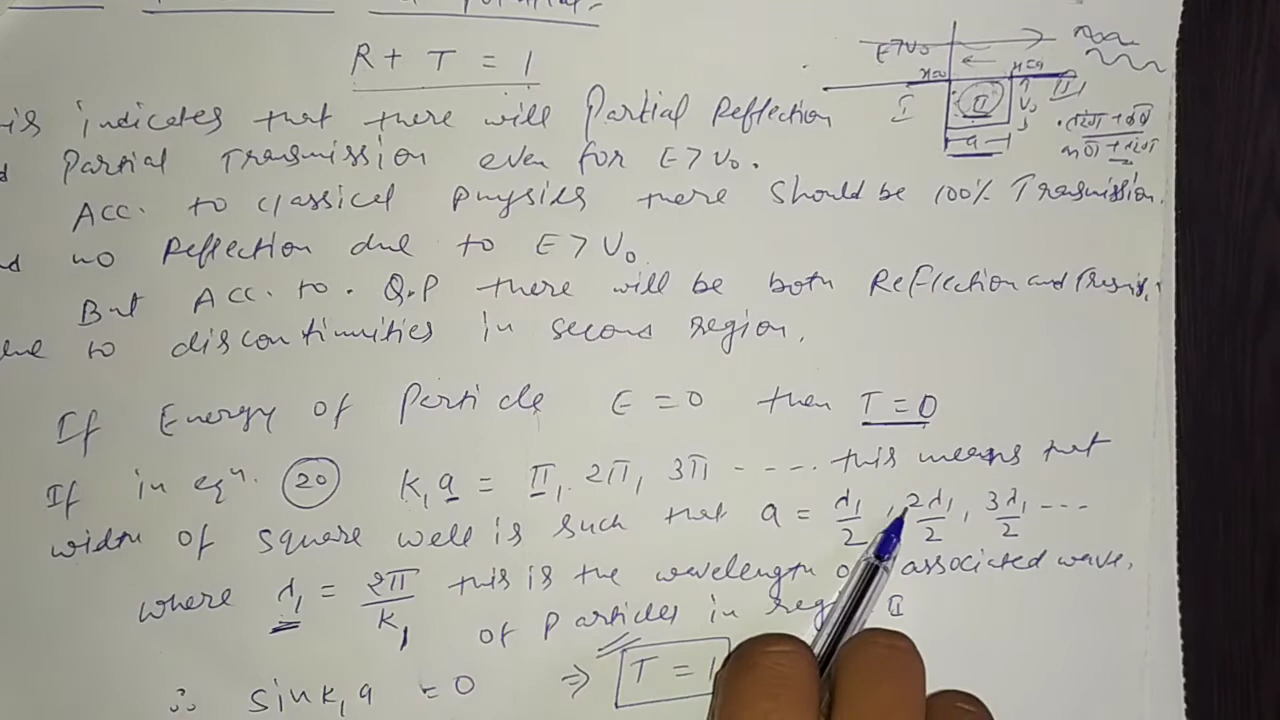 R + T = 1
E>V₀
x=0
x=a
I
II
V₀
III
a
is indicates that there will Partial Reflection
Partial Transmission even for E>V₀.
Acc. to classical physics there should be 100% Transmission.
no Reflection due to E>V₀
But Acc. to. Q.P there will be both Reflection and
due to discontinuities in second region.
If Energy of Particle E = 0 then T = 0
If in eqⁿ. (20) K₁a = π, 2π, 3π ---- this means that
width of square well is such that a = λ₁/2, 2λ₁/2, 3λ₁/2 ---
where λ₁ = 2π/K₁ this is the wavelength associated wave.
of Particles in
∴ sin K₁a = 0 ⇒ T = 1